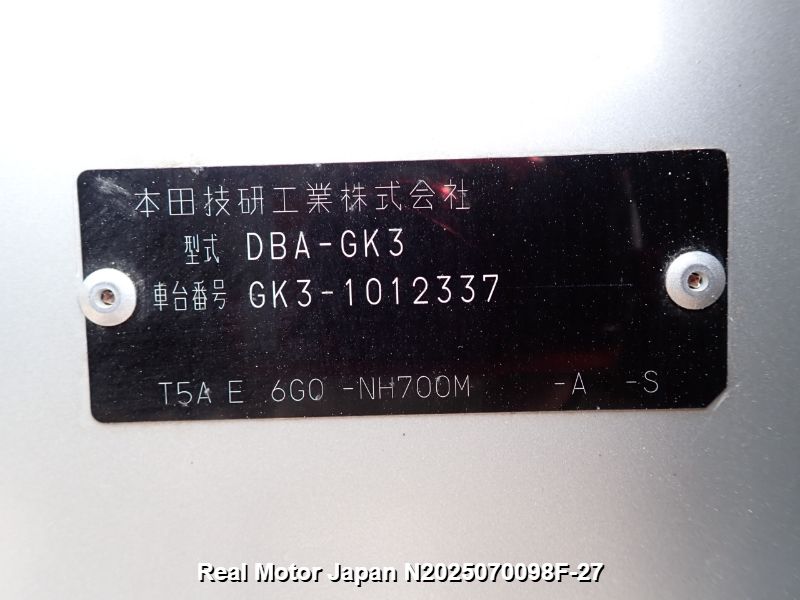 本田技研工業株式会社
型式 DBA-GK3
車台番号 GK3-1012337
T5A E 6G0 -NH700M -A -S
Real Motor Japan N2025070098F-27